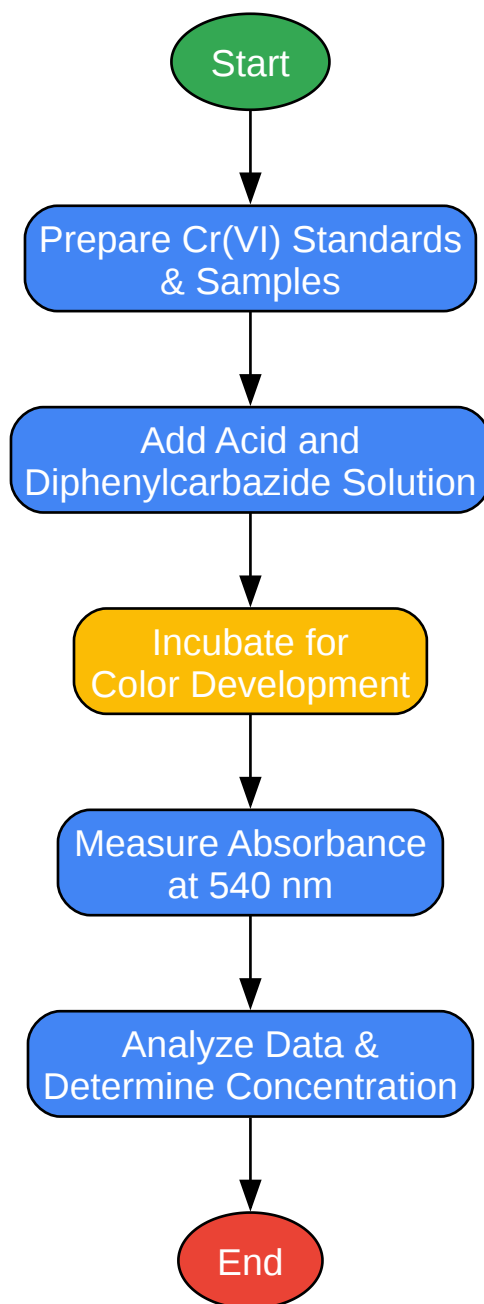 Start
Prepare Cr(VI) Standards
& Samples
Add Acid and
Diphenylcarbazide Solution
Incubate for
Color Development
Measure Absorbance
at 540 nm
Analyze Data &
Determine Concentration
End